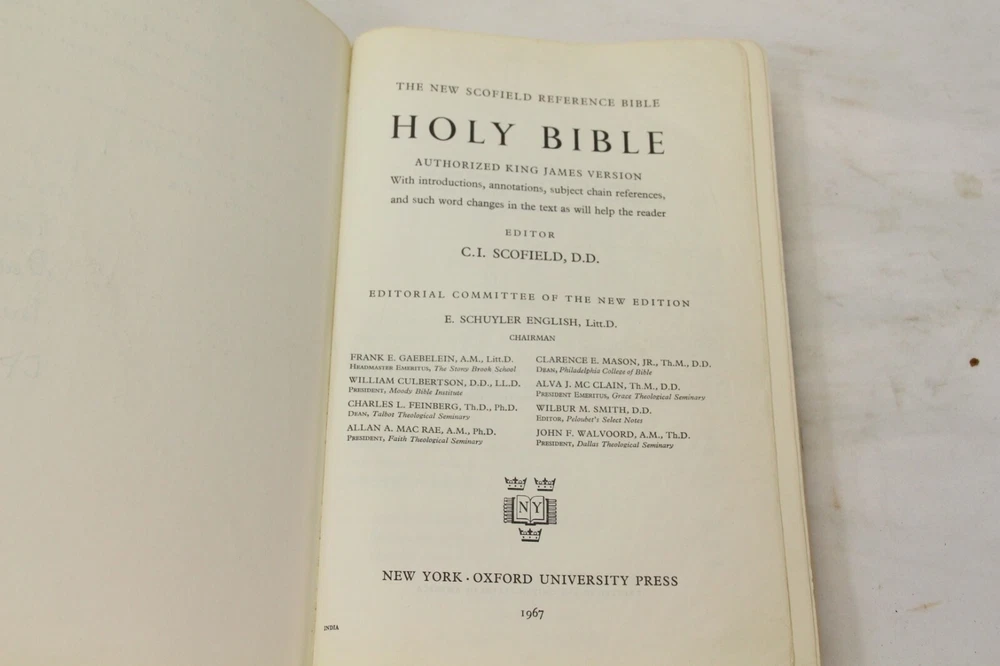 THE NEW SCOFIELD REFERENCE BIBLE
HOLY BIBLE
AUTHORIZED KING JAMES VERSION
With introductions, annotations, subject chain references,
and such word changes in the text as will help the reader
EDITOR
C.I. SCOFIELD, D.D.
EDITORIAL COMMITTEE OF THE NEW EDITION
E. SCHUYLER ENGLISH, Litt.D.
CHAIRMAN
FRANK E. GAEBELEIN, A.M., Litt.D.
HEADMASTER EMERITUS, The Stony Brook School
WILLIAM CULBERTSON, D.D., LL.D.
PRESIDENT, Moody Bible Institute
CHARLES L. FEINBERG, Th.D., Ph.D.
DEAN, Talbot Theological Seminary
ALLAN A. MAC RAE, A.M., Ph.D.
PRESIDENT, Faith Theological Seminary
CLARENCE E. MASON, JR., Th.M., D.D.
DEAN, Philadelphia College of Bible
ALVA J. MC CLAIN, Th.M., D.D.
PRESIDENT EMERITUS, Grace Theological Seminary
WILBUR M. SMITH, D.D.
EDITOR, Peloubet's Select Notes
JOHN F. WALVOORD, A.M., Th.D.
PRESIDENT, Dallas Theological Seminary
NY
NEW YORK · OXFORD UNIVERSITY PRESS
1967
INDIA